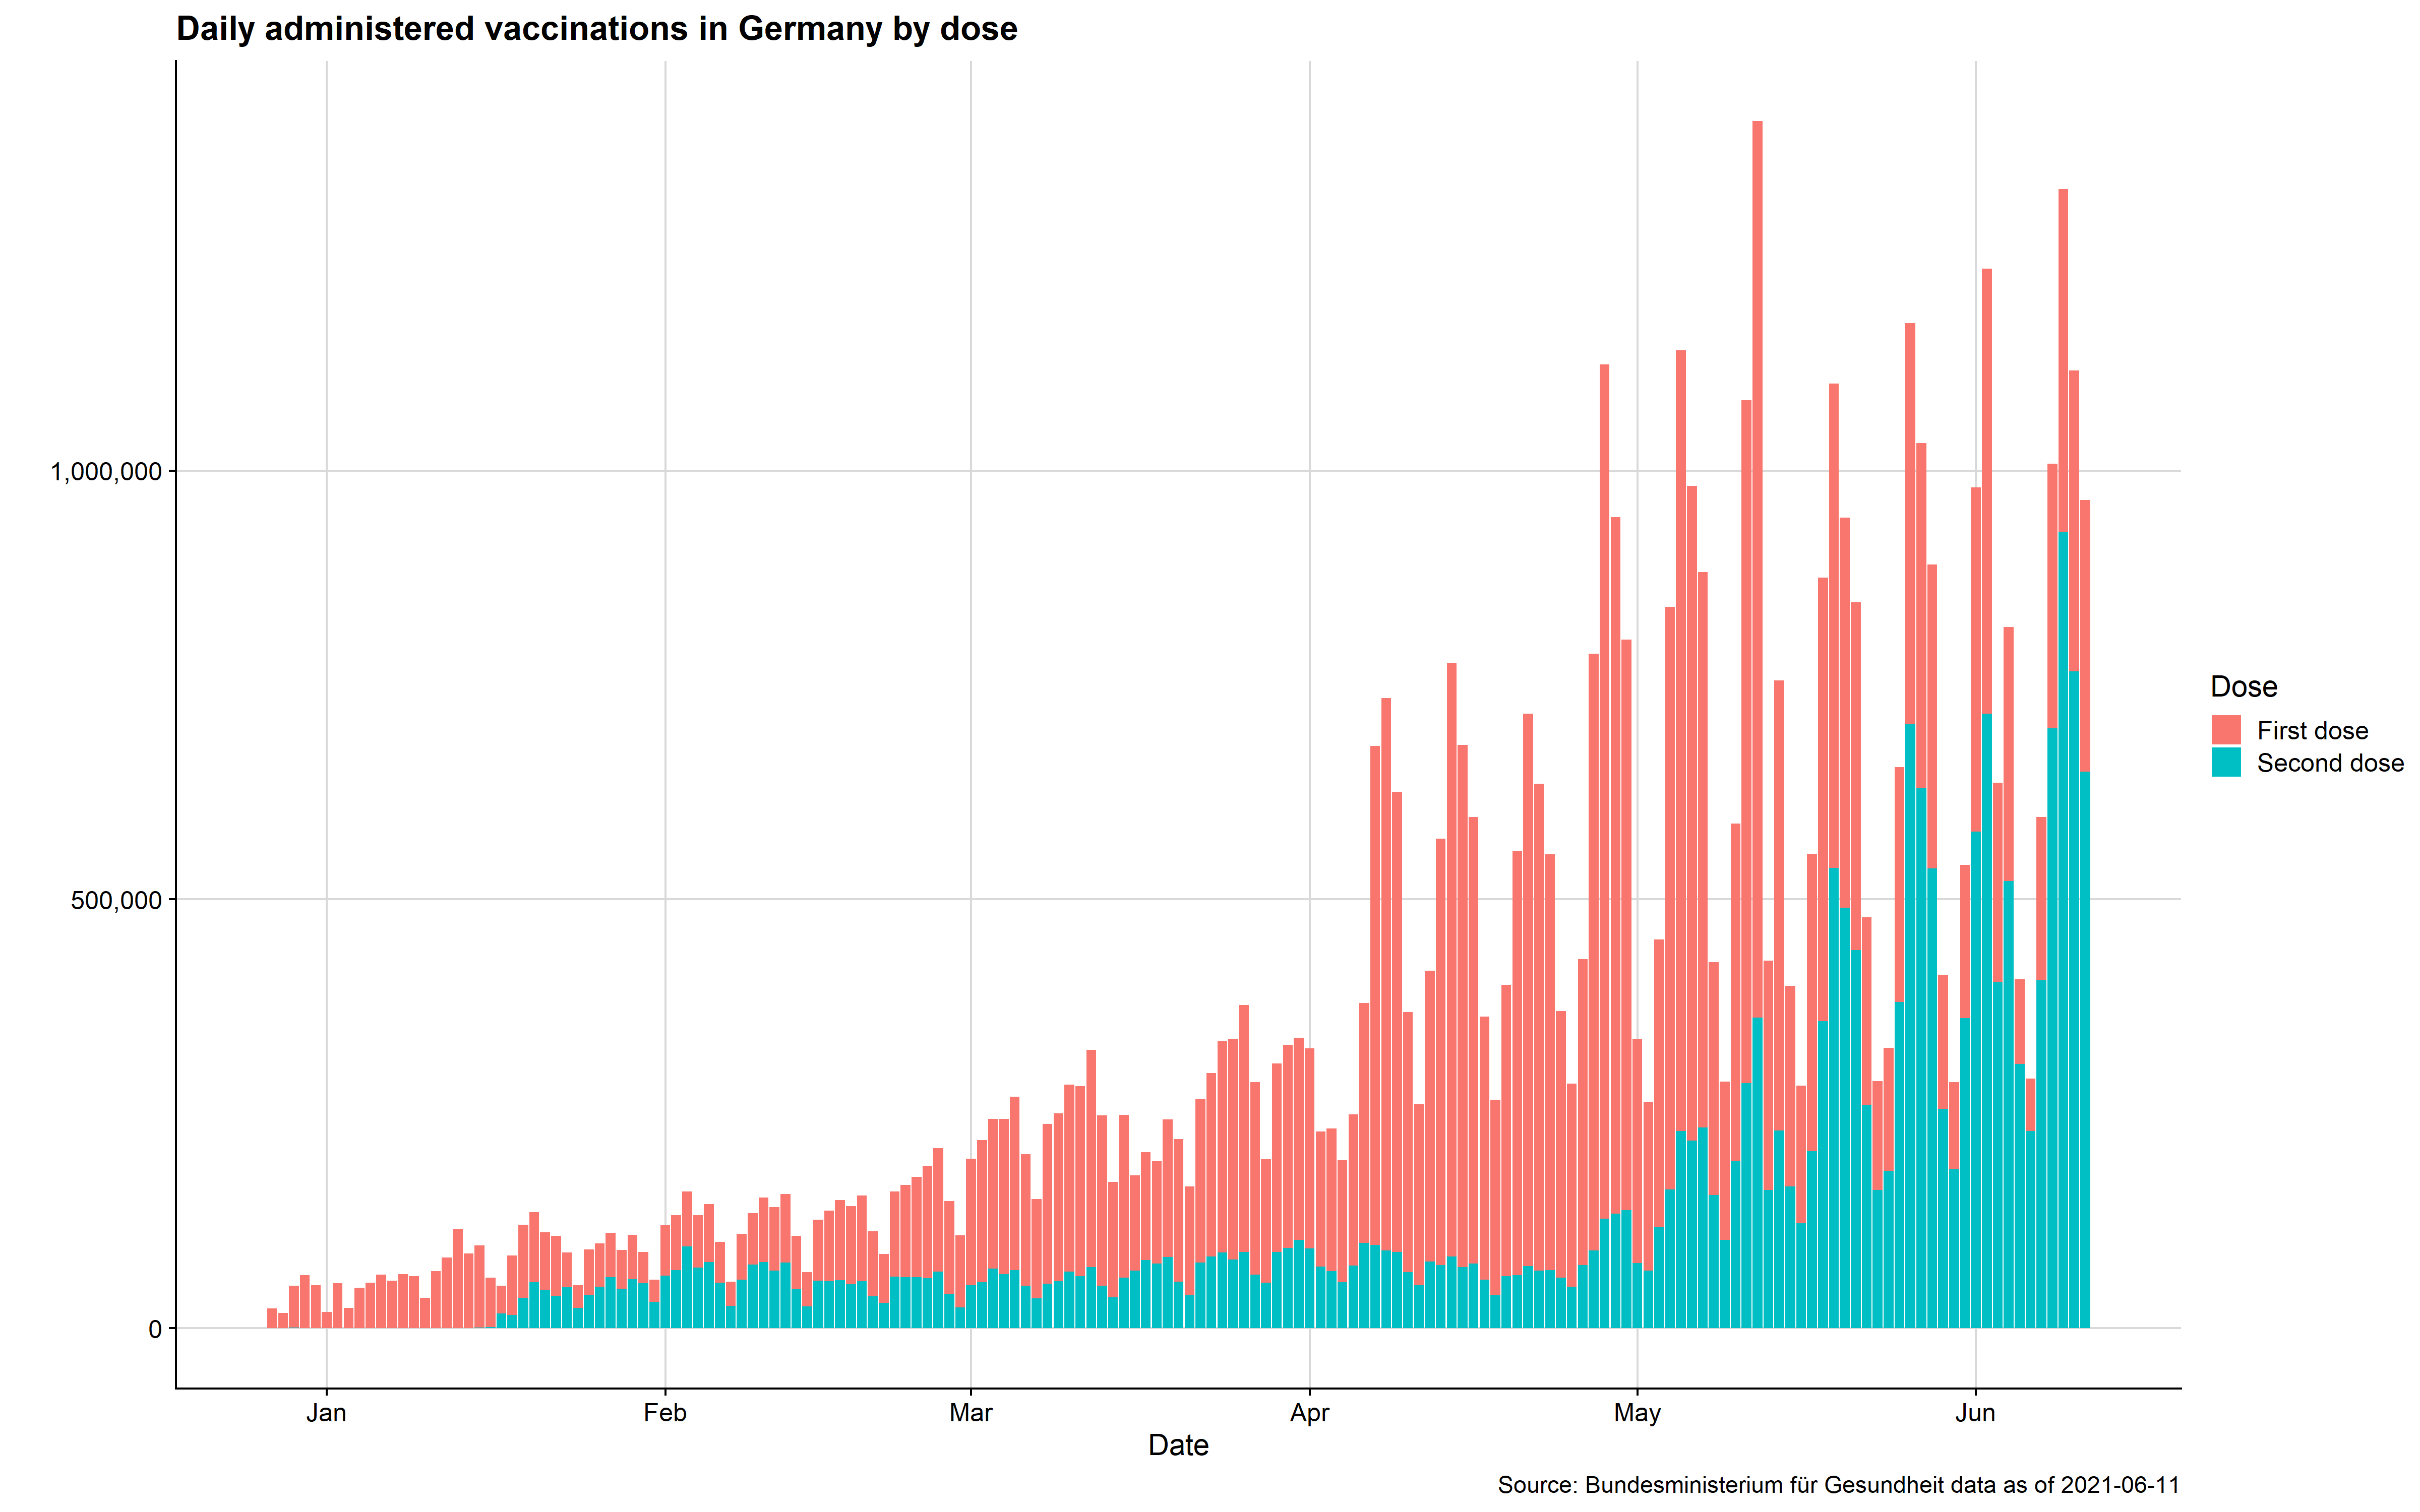 Daily administered vaccinations in Germany by dose
1,000,000
500,000
0
Jan Feb Mar Apr May Jun
Date
Dose
First dose
Second dose
Source: Bundesministerium für Gesundheit data as of 2021-06-11